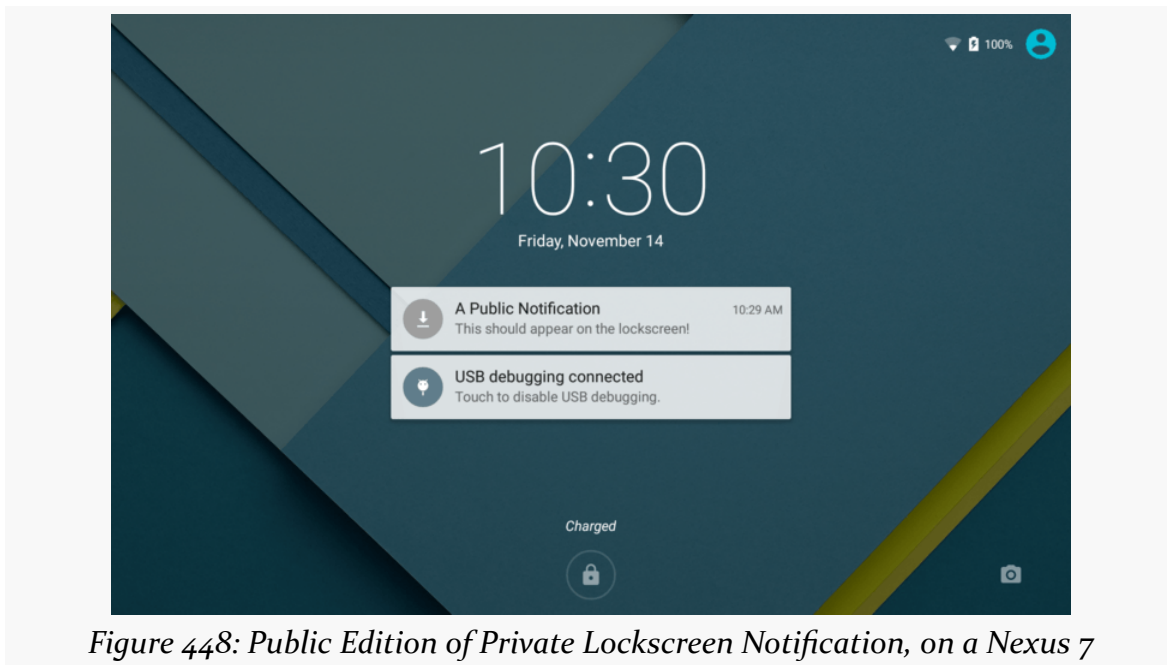 100%
10:30
Friday, November 14
A Public Notification 10:29 AM
This should appear on the lockscreen!
USB debugging connected
Touch to disable USB debugging.
Charged
Figure 448: Public Edition of Private Lockscreen Notification, on a Nexus 7